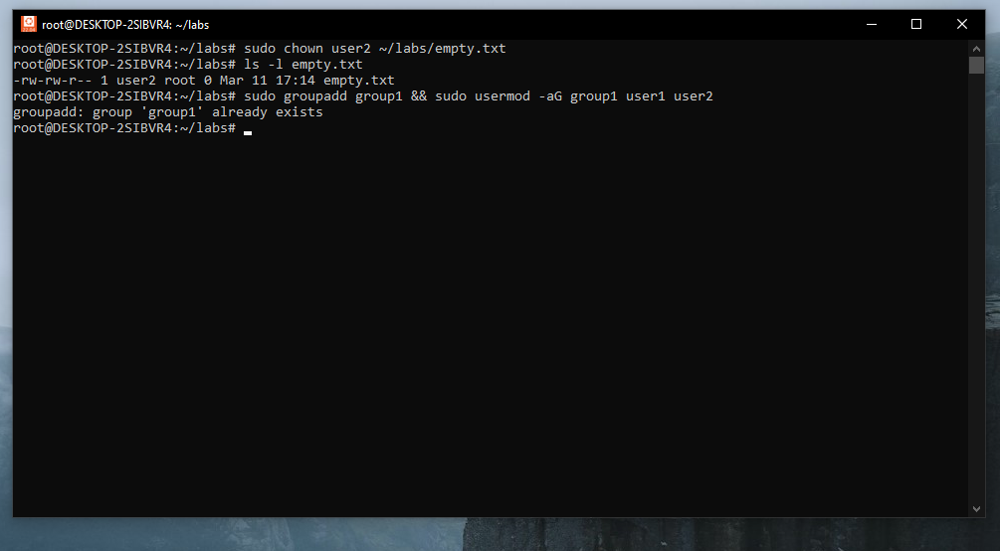 root@DESKTOP-2SIBVR4: ~/labs
root@DESKTOP-2SIBVR4:~/labs# sudo chown user2 ~/labs/empty.txt
root@DESKTOP-2SIBVR4:~/labs# ls -l empty.txt
-rw-rw-r-- 1 user2 root 0 Mar 11 17:14 empty.txt
root@DESKTOP-2SIBVR4:~/labs# sudo groupadd group1 && sudo usermod -aG group1 user1 user2
groupadd: group 'group1' already exists
root@DESKTOP-2SIBVR4:~/labs#